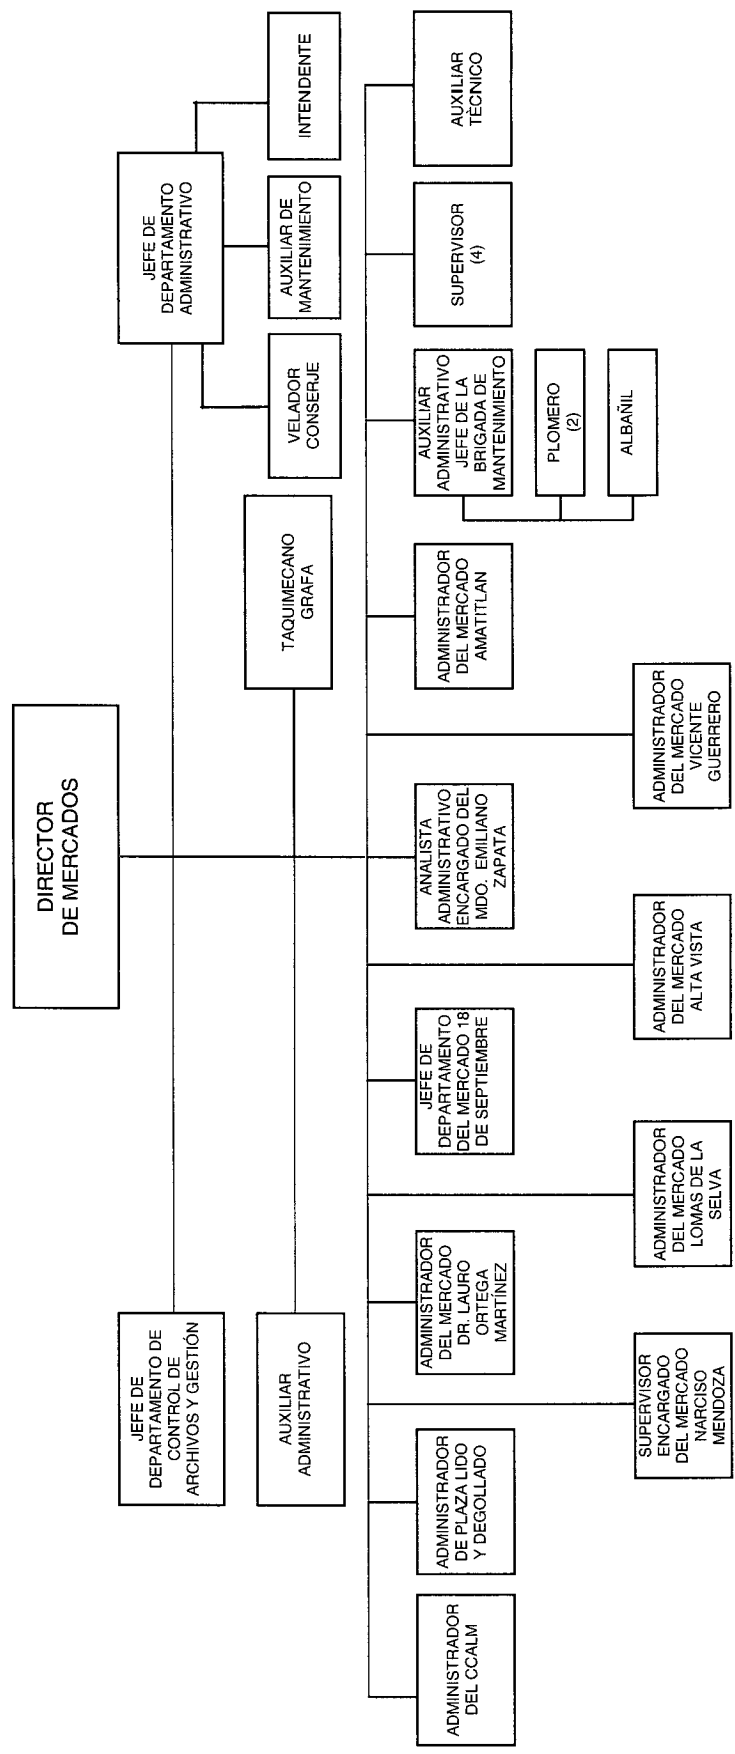 DIRECTOR
DE MERCADOS
JEFE DE
DEPARTAMENTO DE
CONTROL DE
ARCHIVOS Y GESTIÓN
JEFE DE
DEPARTAMENTO
ADMINISTRATIVO
VELADOR
CONSERJE
AUXILIAR DE
MANTENIMIENTO
INTENDENTE
AUXILIAR
ADMINISTRATIVO
TAQUIMECANO
GRAFA
ADMINISTRADOR
DEL CCALM
ADMINISTRADOR
DE PLAZA LIDO
Y DEGOLLADO
ADMINISTRADOR
DEL MERCADO
DR. LAURO
ORTEGA
MARTÍNEZ
JEFE DE
DEPARTAMENTO
DEL MERCADO 18
DE SEPTIEMBRE
ANALISTA
ADMINISTRATIVO
ENCARGADO DEL
MDO. EMILIANO
ZAPATA
ADMINISTRADOR
DEL MERCADO
AMATITLAN
AUXILIAR
ADMINISTRATIVO
JEFE DE LA
BRIGADA DE
MANTENIMIENTO
SUPERVISOR
(4)
AUXILIAR
TÈCNICO
PLOMERO
(2)
ALBAÑIL
SUPERVISOR
ENCARGADO
DEL MERCADO
NARCISO
MENDOZA
ADMINISTRADOR
DEL MERCADO
LOMAS DE LA
SELVA
ADMINISTRADOR
DEL MERCADO
ALTA VISTA
ADMINISTRADOR
DEL MERCADO
VICENTE
GUERRERO